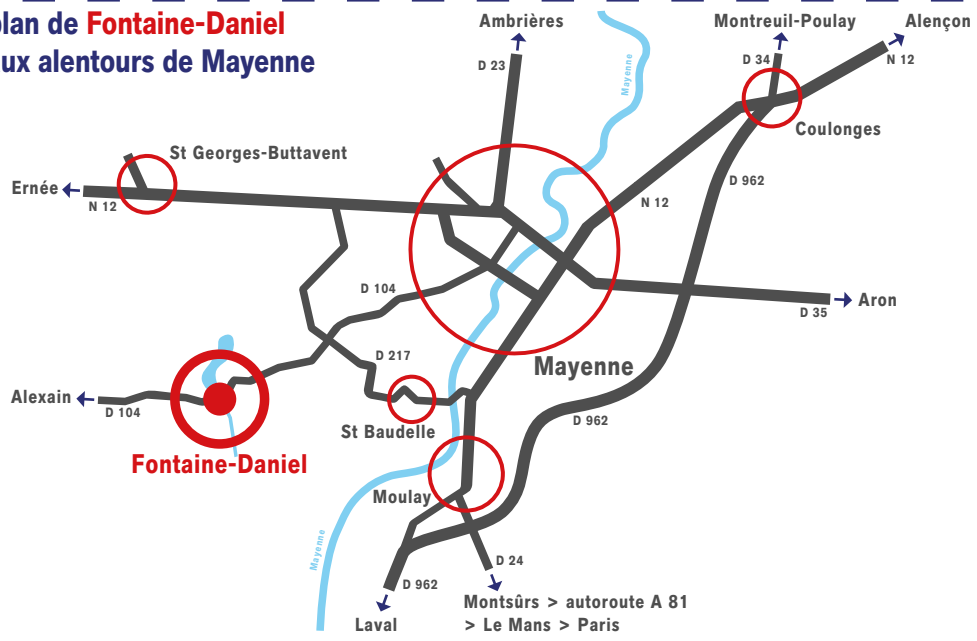 plan de Fontaine-Daniel
aux alentours de Mayenne
Ambrières
Montreuil-Poulay
Alençon
D 23
Mayenne
D 34
N 12
Coulonges
St Georges-Buttavent
Ernée
N 12
D 962
N 12
D 104
Aron
D 35
D 217
Mayenne
Alexain
D 104
St Baudelle
D 962
Fontaine-Daniel
Moulay
Mayenne
D 24
D 962
Montsûrs > autoroute A 81
> Le Mans > Paris
Laval